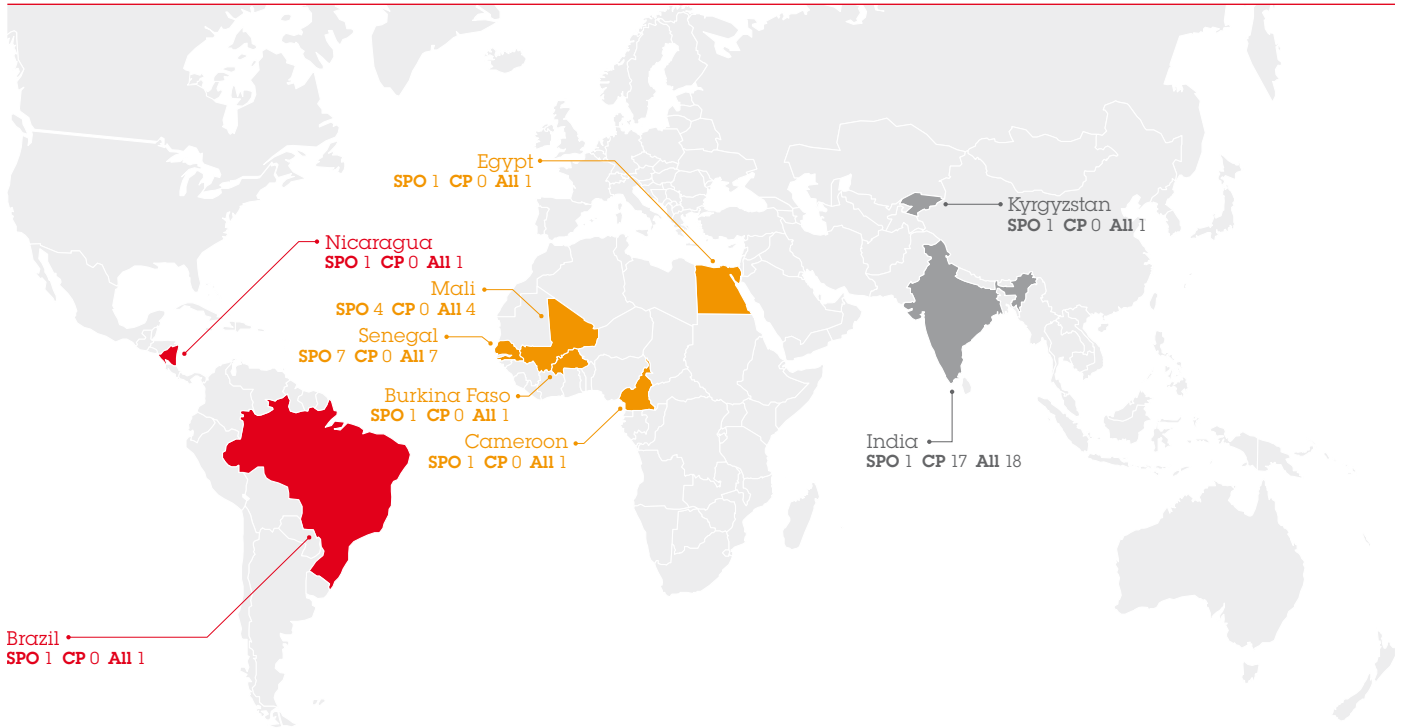 Egypt
SPO 1 CP 0 All 1
Kyrgyzstan
SPO 1 CP 0 All 1
Nicaragua
SPO 1 CP 0 All 1
Mali
SPO 4 CP 0 All 4
Senegal
SPO 7 CP 0 All 7
Burkina Faso
SPO 1 CP 0 All 1
Cameroon
SPO 1 CP 0 All 1
India
SPO 1 CP 17 All 18
Brazil
SPO 1 CP 0 All 1